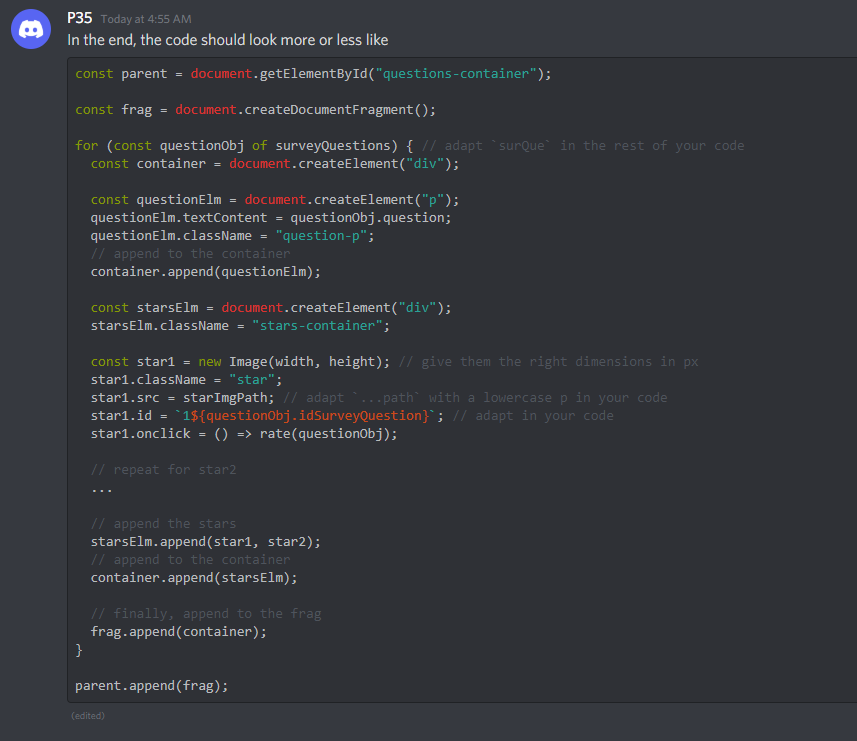 P35 Today at 4:55 AM
In the end, the code should look more or less like
const parent = document.getElementById("questions-container");
const frag = document.createDocumentFragment();
for (const questionObj of surveyQuestions) { // adapt `surQue` in the rest of your code
const container = document.createElement("div");
const questionElm = document.createElement("p");
questionElm.textContent = questionObj.question;
questionElm.className = "question-p";
// append to the container
container.append(questionElm);
const starsElm = document.createElement("div");
starsElm.className = "stars-container";
const star1 = new Image(width, height); // give them the right dimensions in px
star1.className = "star";
star1.src = starImgPath; // adapt `...path` with a lowercase p in your code
star1.id = `1${questionObj.idSurveyQuestion}`; // adapt in your code
star1.onclick = () => rate(questionObj);
// repeat for star2
...
// append the stars
starsElm.append(star1, star2);
// append to the container
container.append(starsElm);
// finally, append to the frag
frag.append(container);
}
parent.append(frag);
(edited)